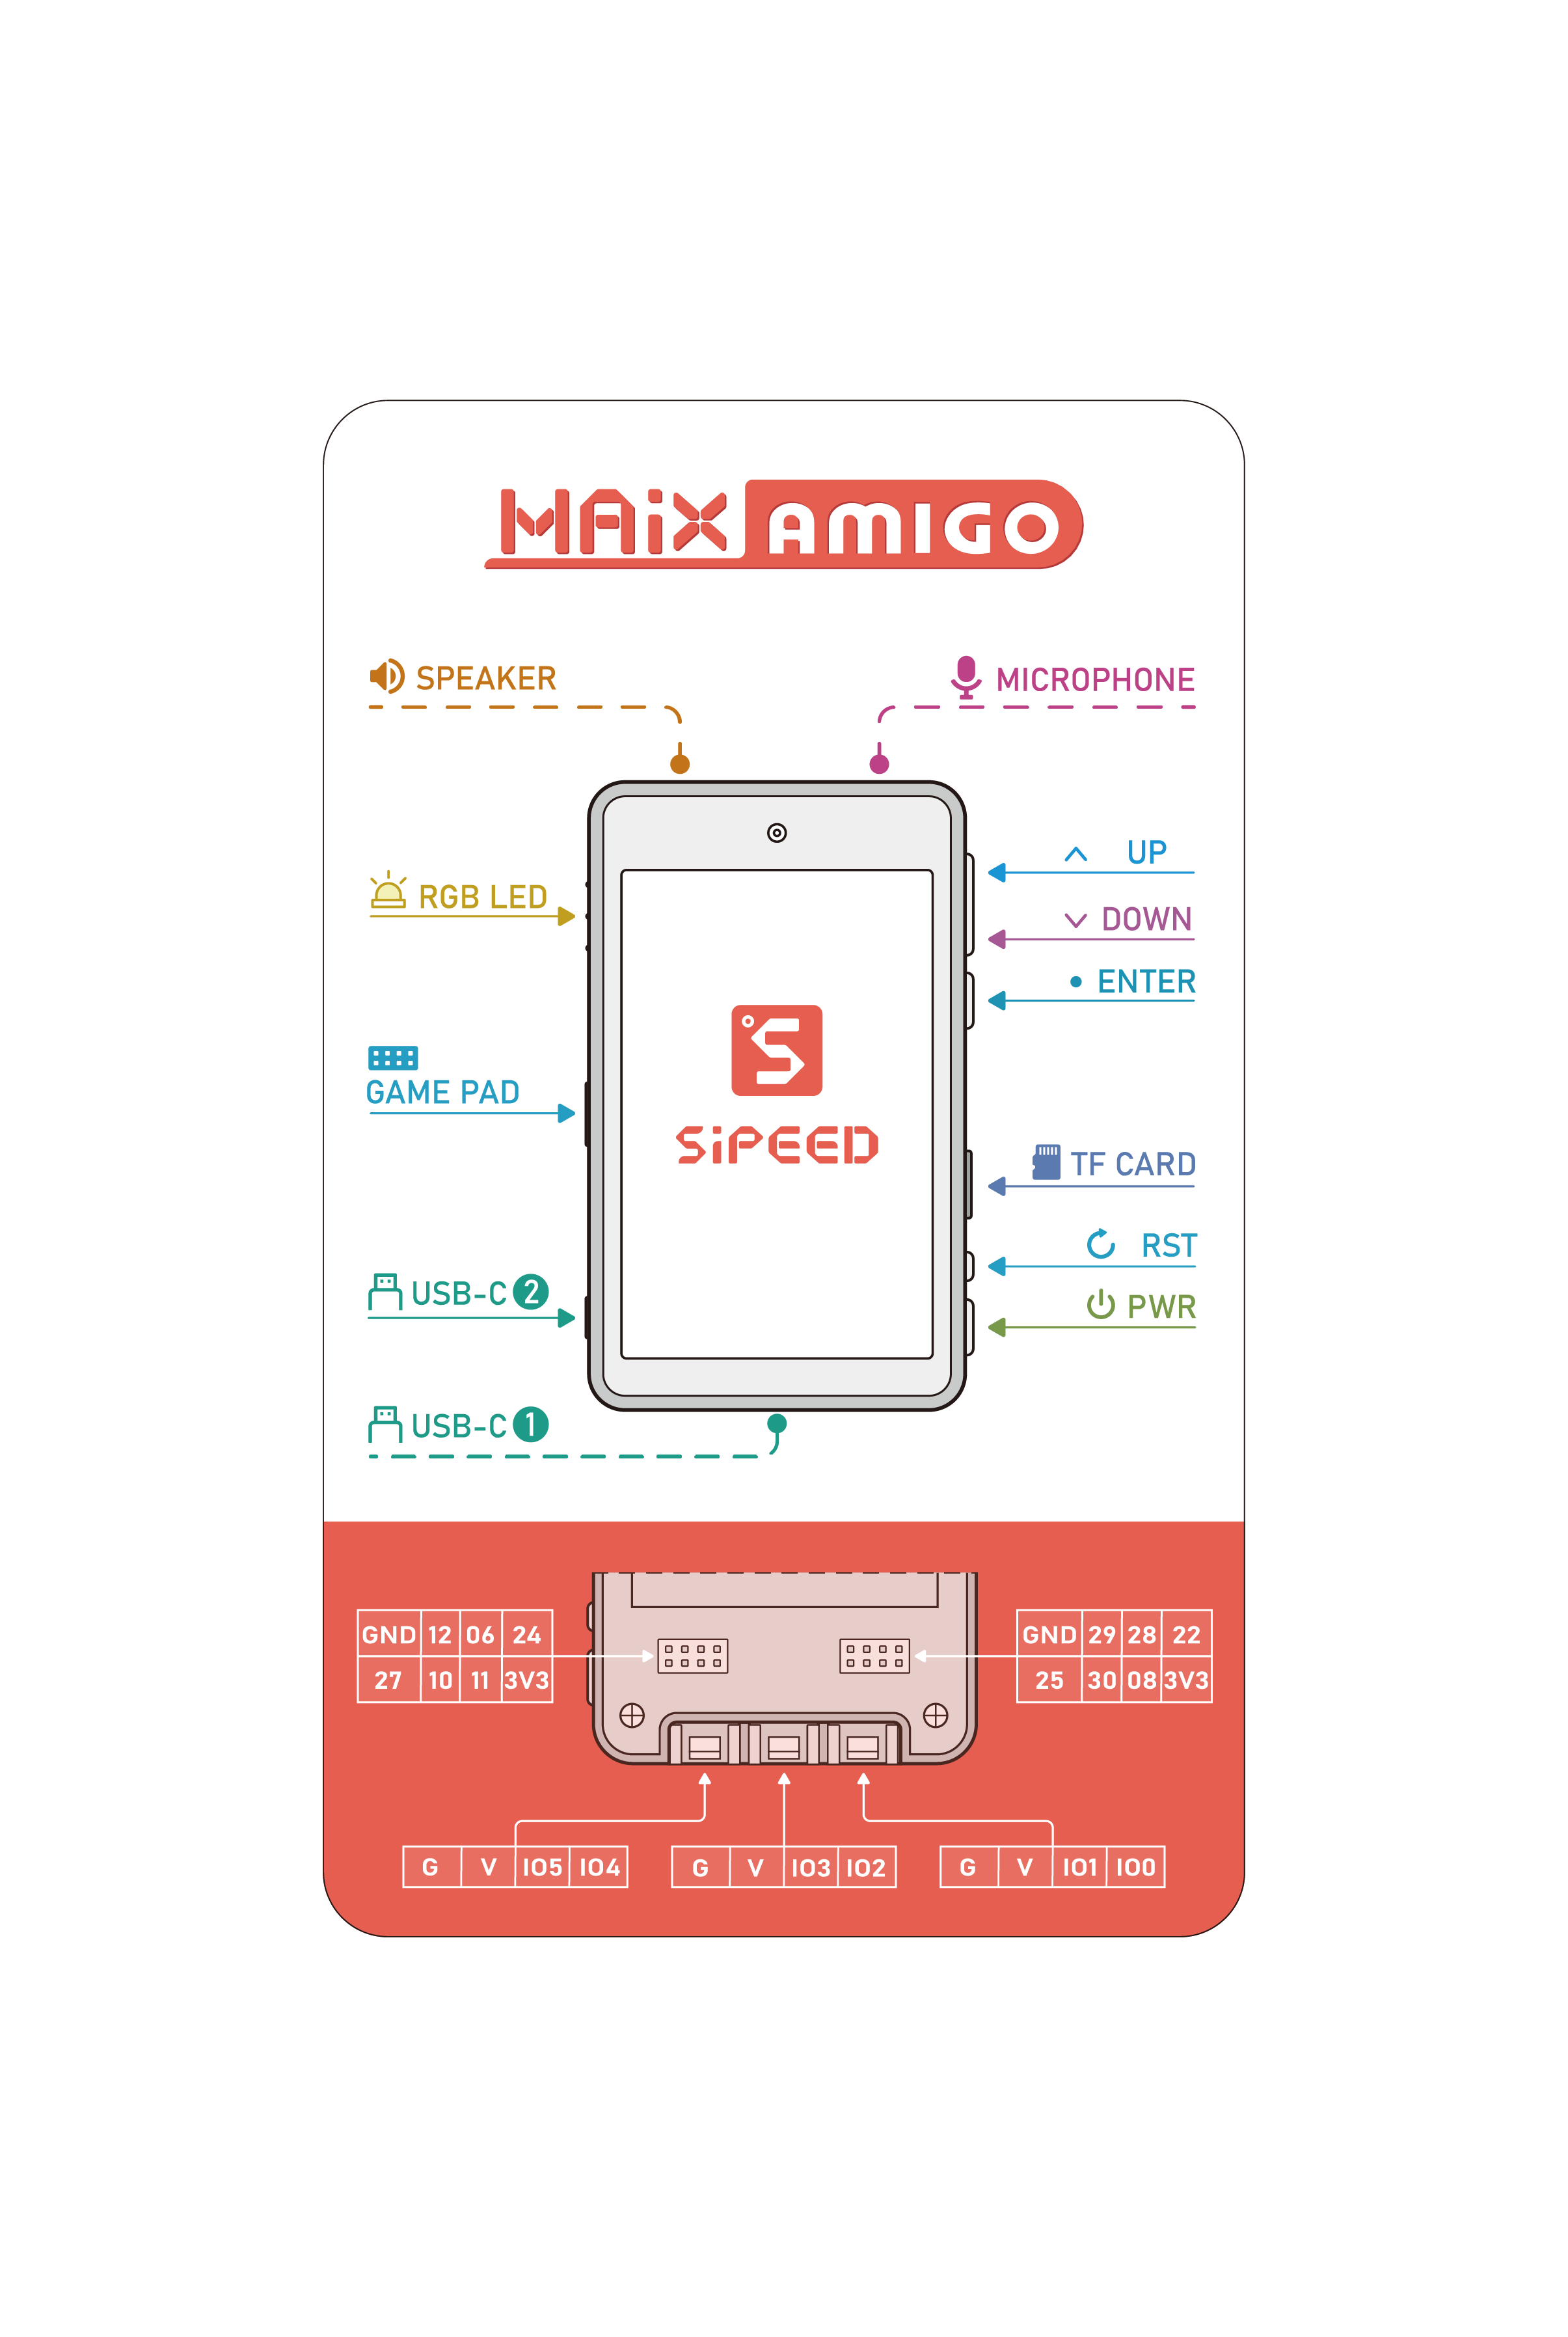 MAiX AMIGO
SPEAKER
MICROPHONE
UP
RGB LED
DOWN
ENTER
GAME PAD
SiPEED
TF CARD
RST
USB-C 2
PWR
USB-C 1
GND 12 06 24
27 10 11 3V3
GND 29 28 22
25 30 08 3V3
G V IO5 IO4
G V IO3 IO2
G V IO1 IO0